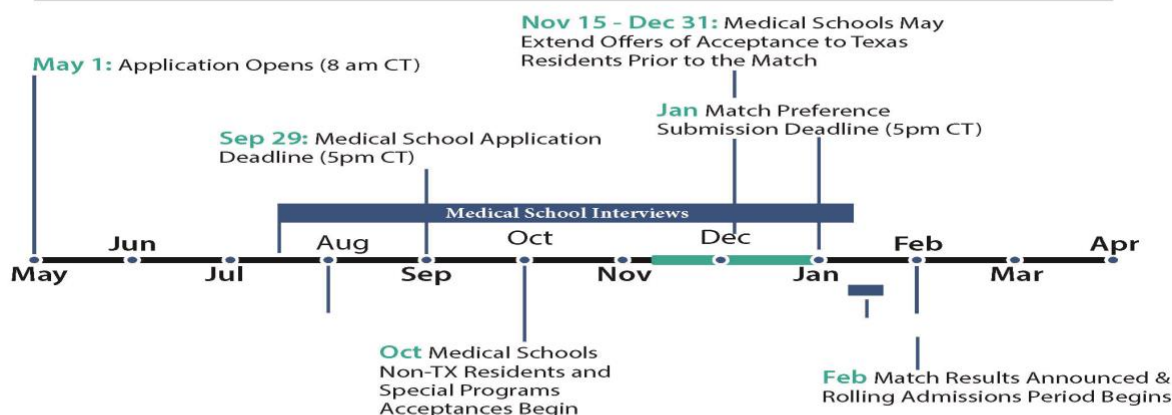 Nov 15 - Dec 31: Medical Schools May
Extend Offers of Acceptance to Texas
Residents Prior to the Match
May 1: Application Opens (8 am CT)
Jan Match Preference
Submission Deadline (5pm CT)
Sep 29: Medical School Application
Deadline (5pm CT)
Medical School Interviews
May
Jun
Jul
Aug
Sep
Oct
Nov
Dec
Jan
Feb
Mar
Apr
Oct Medical Schools
Non-TX Residents and
Special Programs
Acceptances Begin
Feb Match Results Announced &
Rolling Admissions Period Begins